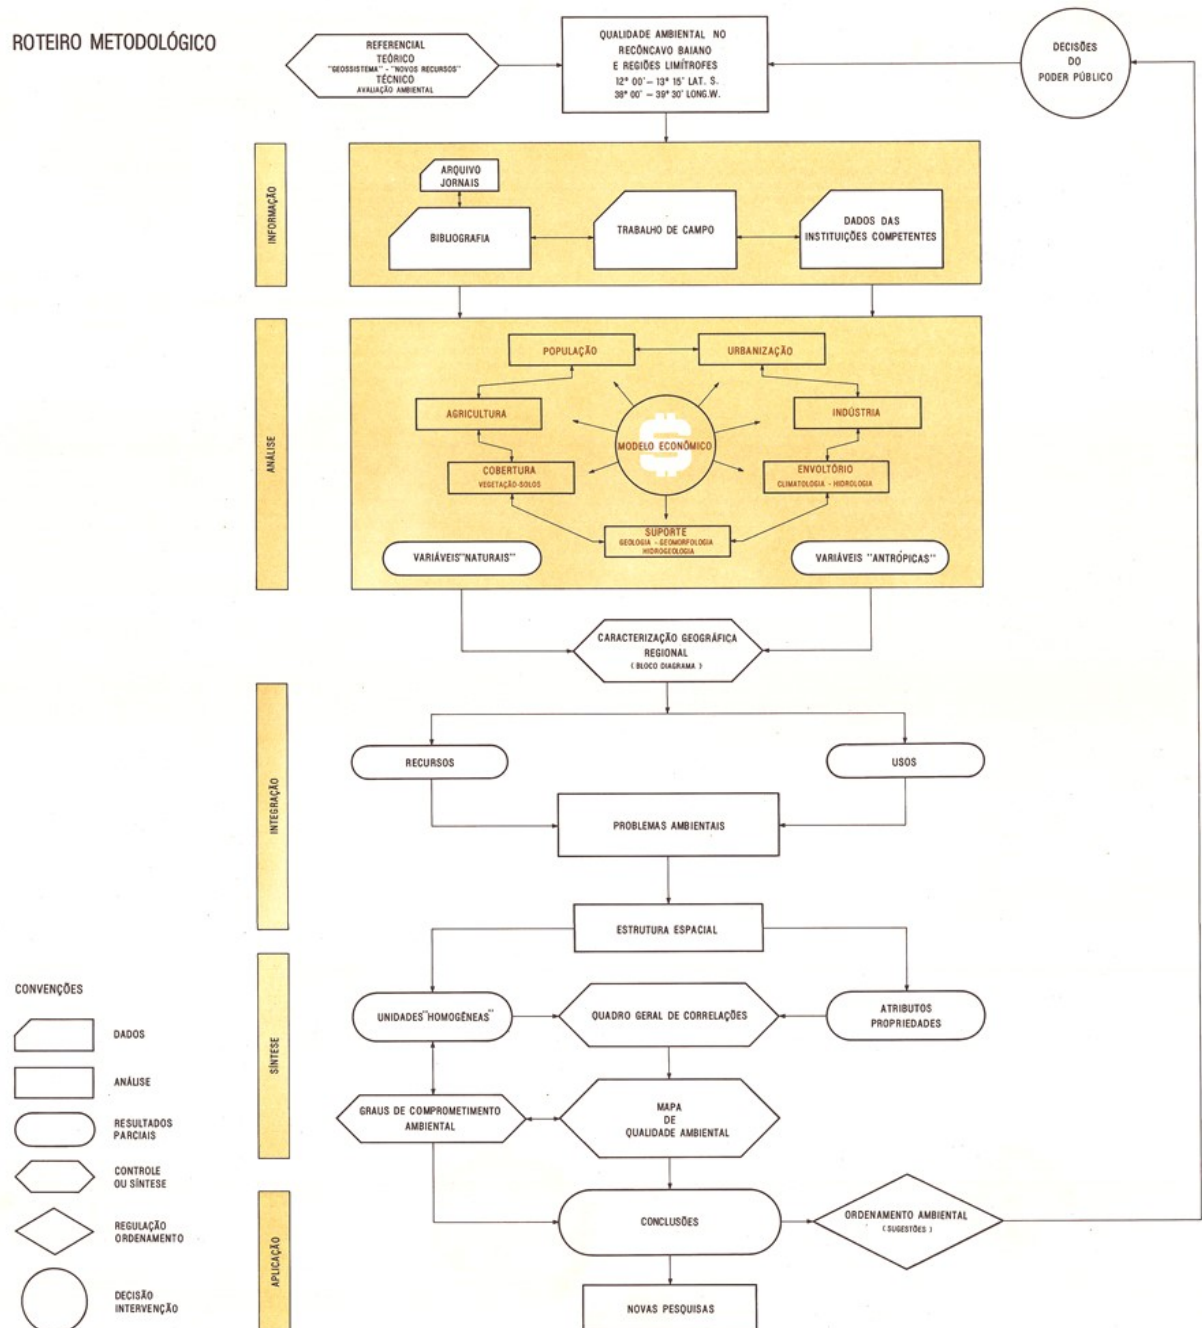 ROTEIRO METODOLÓGICO
REFERENCIAL
TEÓRICO
"GEOSSISTEMA" - "NOVOS RECURSOS"
TÉCNICO
AVALIAÇÃO AMBIENTAL
QUALIDADE AMBIENTAL NO
RECÔNCAVO BAIANO
E REGIÕES LIMÍTROFES
12° 00' – 13° 15' LAT. S.
38° 00' – 39° 30' LONG.W.
DECISÕES
DO
PODER PÚBLICO
INFORMAÇÃO
ARQUIVO
JORNAIS
BIBLIOGRAFIA
TRABALHO DE CAMPO
DADOS DAS
INSTITUIÇÕES COMPETENTES
ANÁLISE
POPULAÇÃO
URBANIZAÇÃO
AGRICULTURA
INDÚSTRIA
$
MODELO ECONÔMICO
COBERTURA
VEGETAÇÃO-SOLOS
ENVOLTÓRIO
CLIMATOLOGIA - HIDROLOGIA
SUPORTE
GEOLOGIA - GEOMORFOLOGIA
HIDROGEOLOGIA
VARIÁVEIS "NATURAIS"
VARIÁVEIS "ANTRÓPICAS"
CARACTERIZAÇÃO GEOGRÁFICA
REGIONAL
( BLOCO DIAGRAMA )
INTEGRAÇÃO
RECURSOS
USOS
PROBLEMAS AMBIENTAIS
ESTRUTURA ESPACIAL
SÍNTESE
UNIDADES "HOMOGÊNEAS"
QUADRO GERAL DE CORRELAÇÕES
ATRIBUTOS
PROPRIEDADES
GRAUS DE COMPROMETIMENTO
AMBIENTAL
MAPA
DE
QUALIDADE AMBIENTAL
APLICAÇÃO
CONCLUSÕES
ORDENAMENTO AMBIENTAL
( SUGESTÕES )
NOVAS PESQUISAS
CONVENÇÕES
DADOS
ANÁLISE
RESULTADOS
PARCIAIS
CONTROLE
OU SÍNTESE
REGULAÇÃO
ORDENAMENTO
DECISÃO
INTERVENÇÃO